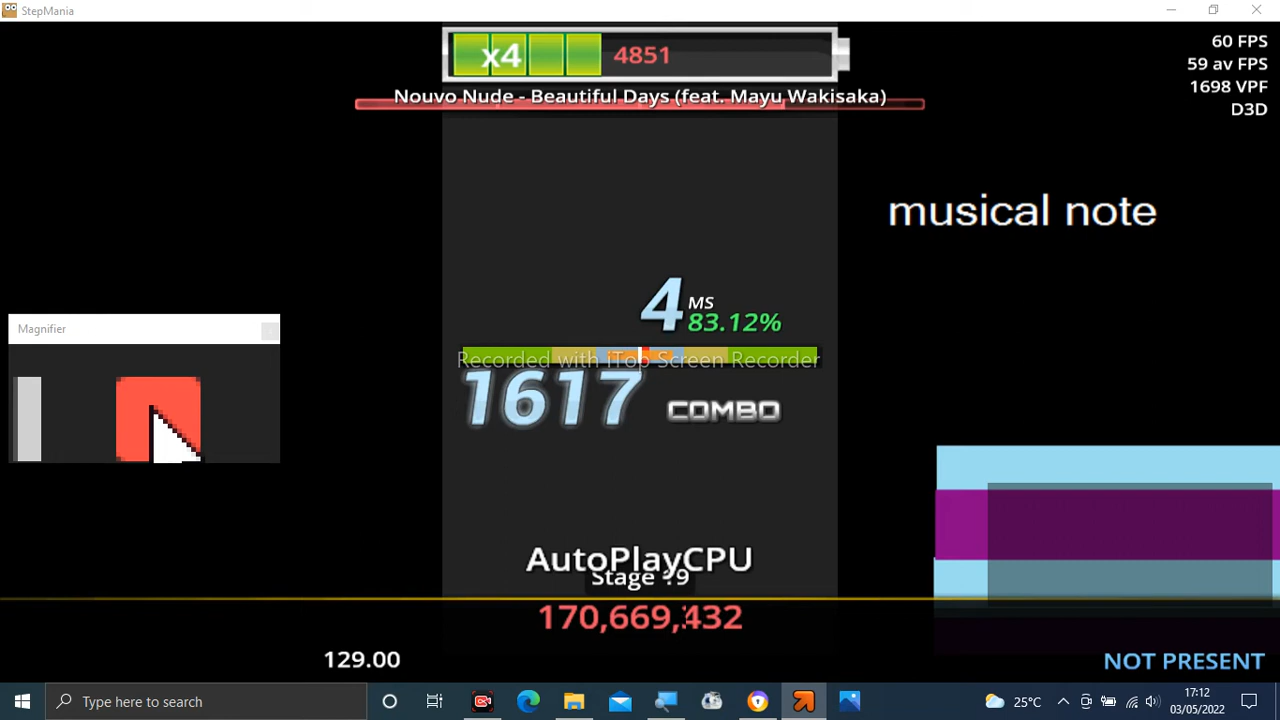 StepMania
x4 4851
60 FPS
59 av FPS
1698 VPF
D3D
Nouvo Nude - Beautiful Days (feat. Mayu Wakisaka)
musical note
4 MS
83.12%
Magnifier
Recorded with iTop Screen Recorder
1617 COMBO
AutoPlayCPU
Stage 19
170,669,432
129.00
NOT PRESENT
Type here to search
25°C
17:12
03/05/2022